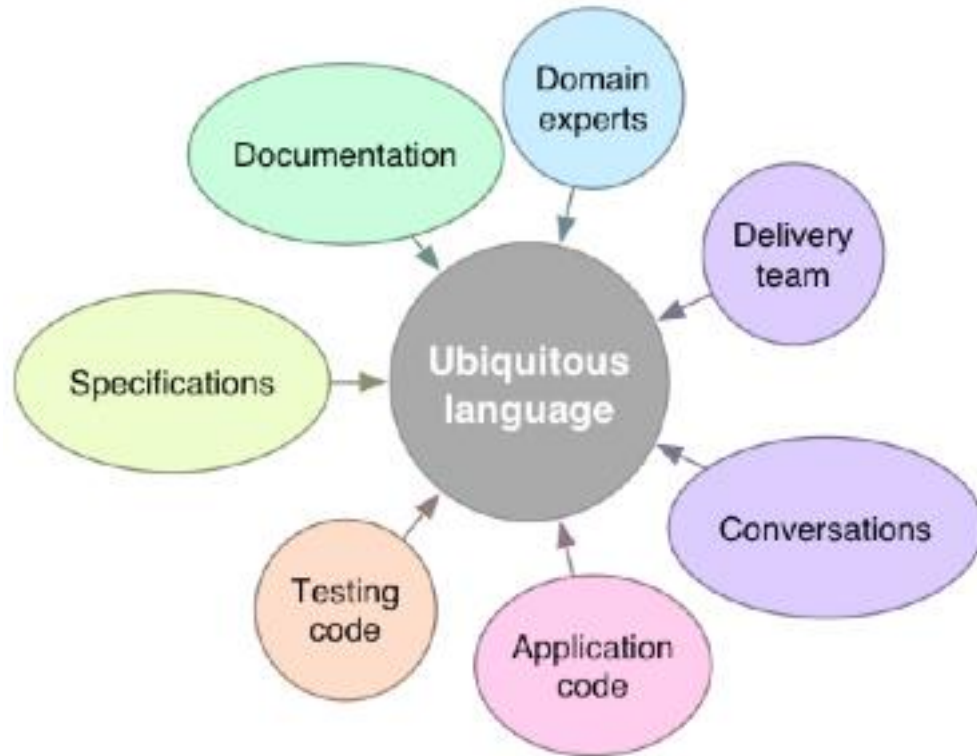 Domain
experts
Documentation
Delivery
team
Ubiquitous
language
Specifications
Conversations
Testing
code
Application
code